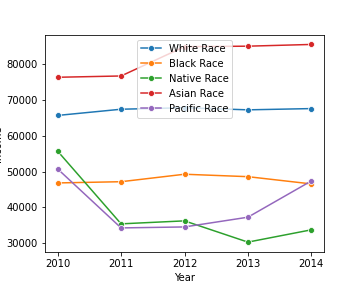 White Race
Black Race
Native Race
Asian Race
Pacific Race
80000
70000
60000
50000
40000
30000
2010 2011 2012 2013 2014
Year